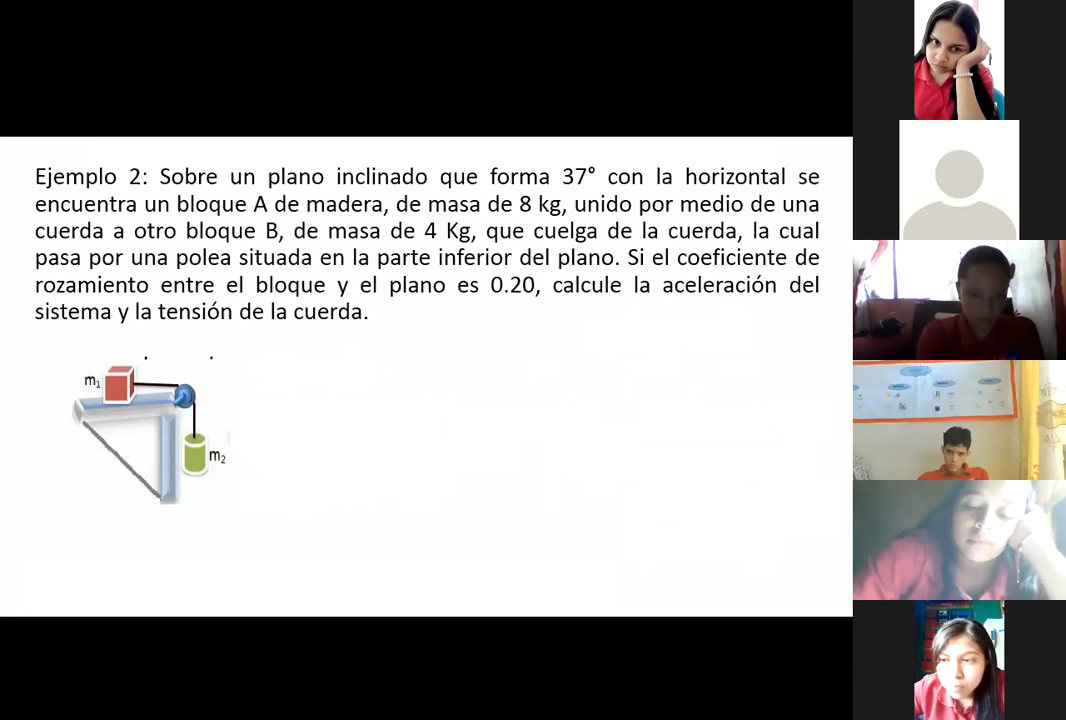 Ejemplo 2: Sobre un plano inclinado que forma 37° con la horizontal se
encuentra un bloque A de madera, de masa de 8 kg, unido por medio de una
cuerda a otro bloque B, de masa de 4 Kg, que cuelga de la cuerda, la cual
pasa por una polea situada en la parte inferior del plano. Si el coeficiente de
rozamiento entre el bloque y el plano es 0.20, calcule la aceleración del
sistema y la tensión de la cuerda.
m₁
m₂